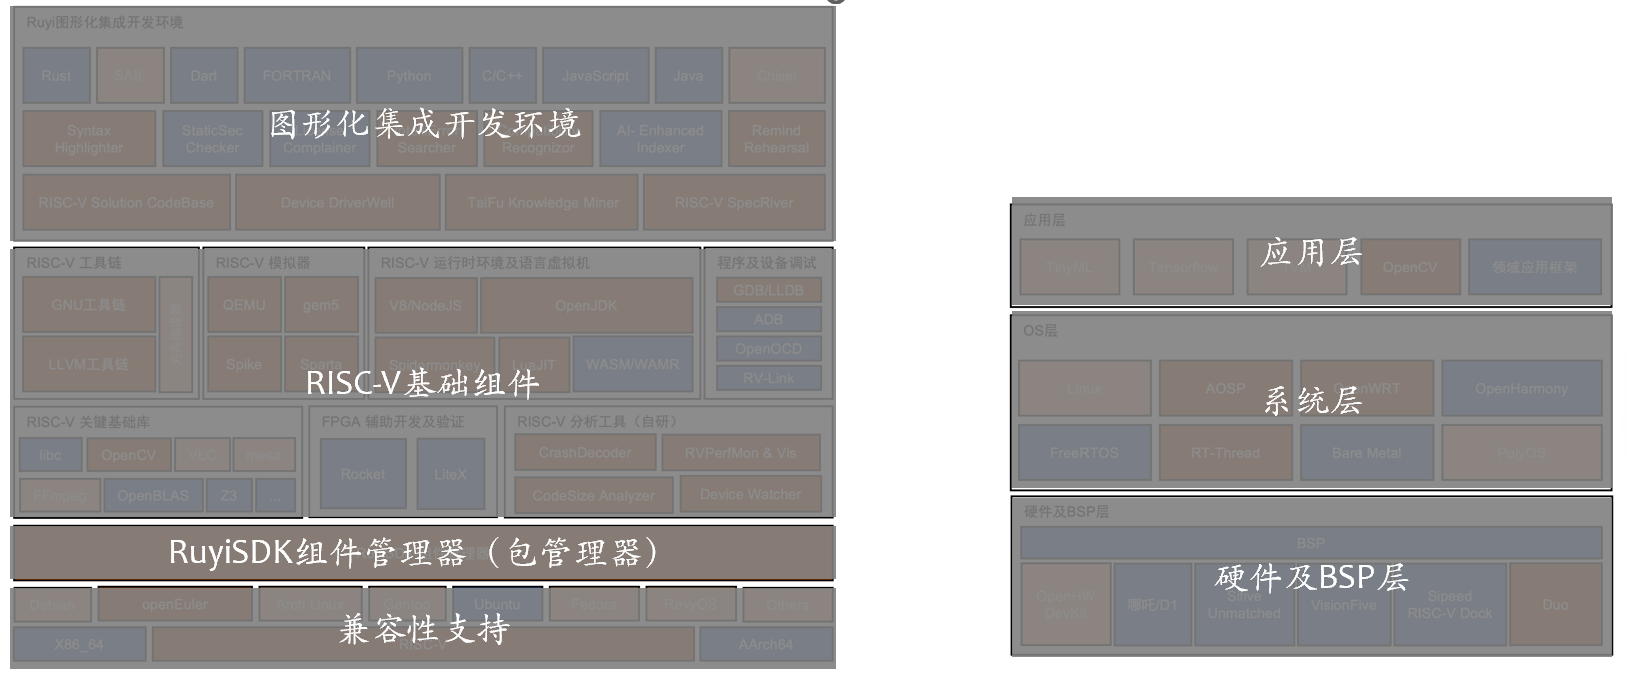 Ruyi图形化集成开发环境
Rust SAIL Dart FORTRAN Python C/C++ JavaScript Java Chisel
图形化集成开发环境
Syntax Highlighter
StaticSec Checker
Complainer
Searcher
Recognizor
AI- Enhanced Indexer
Remind Rehearsal
RISC-V Solution CodeBase
Device DriverWell
TaiFu Knowledge Miner
RISC-V SpecRiver
RISC-V 工具链
GNU工具链
LLVM工具链
RISC-V 模拟器
QEMU gem5
Spike Sparta
RISC-V 运行时环境及语言虚拟机
V8/NodeJS OpenJDK
Spidermonkey LuaJIT WASM/WAMR
程序及设备调试
GDB/LLDB
ADB
OpenOCD
RV-Link
RISC-V基础组件
RISC-V 关键基础库
libc OpenCV VLC mesa
FFmpeg OpenBLAS Z3 ...
FPGA 辅助开发及验证
Rocket LiteX
RISC-V 分析工具（自研）
CrashDecoder RVPerfMon & Vis
CodeSize Analyzer Device Watcher
RuyiSDK组件管理器（包管理器）
Debian openEuler Arch Linux Gentoo Ubuntu Fedora RevyOS Others
兼容性支持
X86_64 RISC-V AArch64
应用层
应用层
TinyML Tensorflow OpenCV 领域应用框架
OS层
Linux AOSP OpenWRT OpenHarmony
系统层
FreeRTOS RT-Thread Bare Metal PolyOS
硬件及BSP层
BSP
硬件及BSP层
OpenHW DevKit
哪吒/D1
Sifive Unmatched
VisionFive
Sipeed RISC-V Dock
Duo